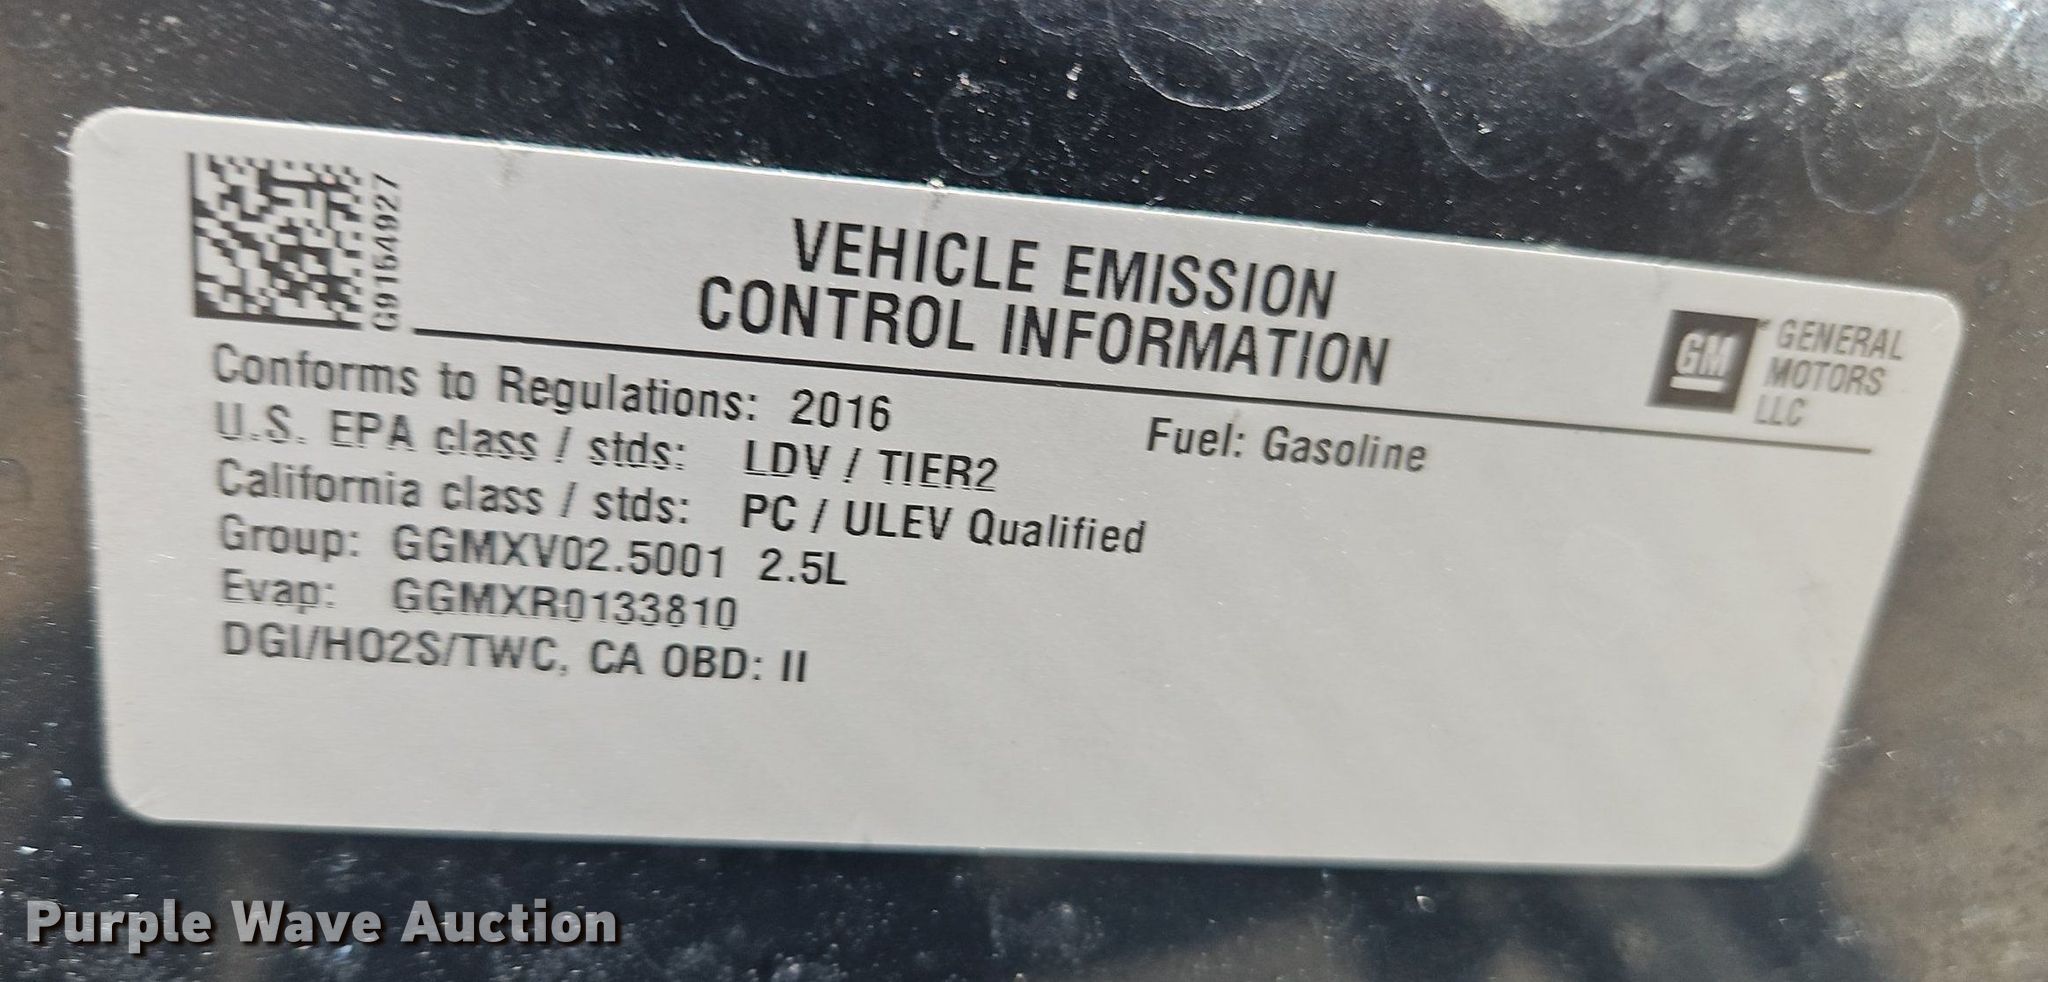 G9154927
VEHICLE EMISSION
CONTROL INFORMATION
GM
GENERAL
MOTORS
LLC
Conforms to Regulations: 2016
Fuel: Gasoline
U.S. EPA class / stds: LDV / TIER2
California class / stds: PC / ULEV Qualified
Group: GGMXV02.5001 2.5L
Evap: GGMXR0133810
DGI/HO2S/TWC, CA OBD: II
Purple Wave Auction